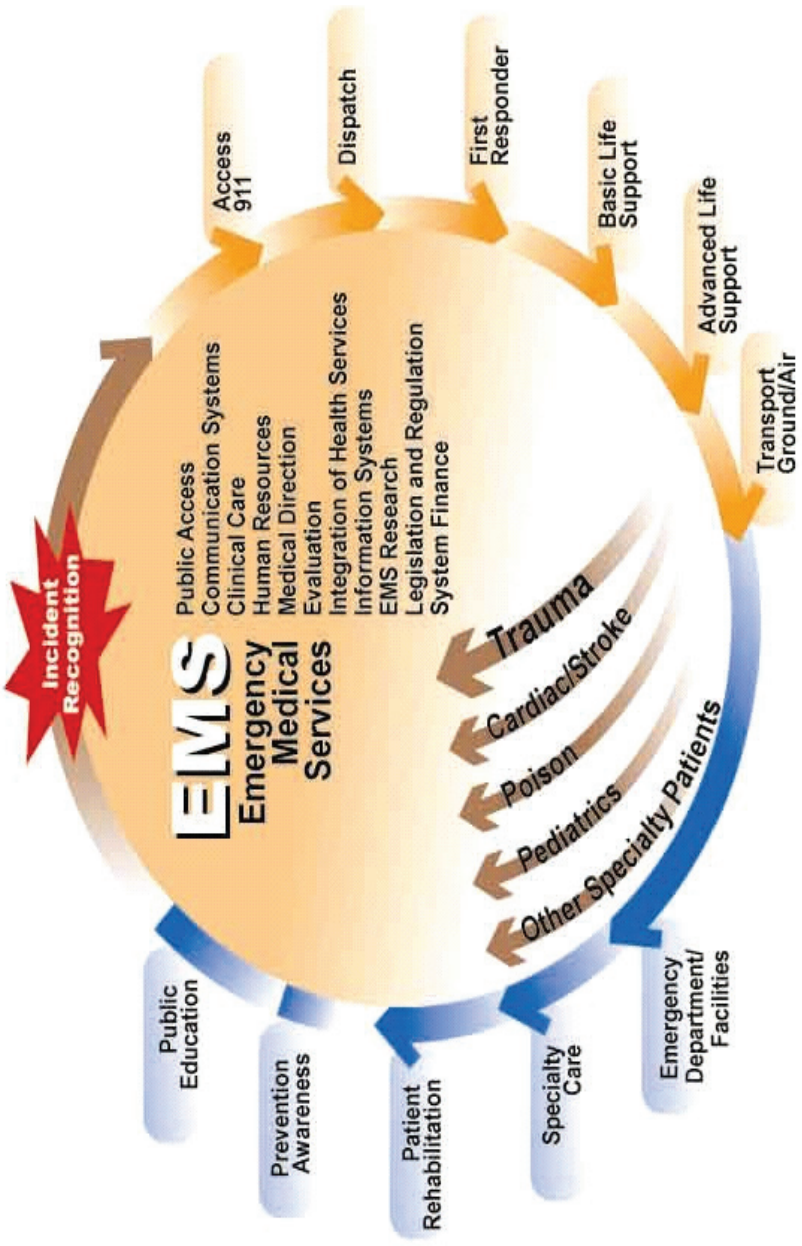 Incident
Recognition
EMS
Emergency
Medical
Services
Public Access
Communication Systems
Clinical Care
Human Resources
Medical Direction
Evaluation
Integration of Health Services
Information Systems
EMS Research
Legislation and Regulation
System Finance
Access
911
Dispatch
First
Responder
Basic Life
Support
Advanced Life
Support
Transport
Ground/Air
Trauma
Cardiac/Stroke
Poison
Pediatrics
Other Specialty Patients
Emergency
Department/
Facilities
Specialty
Care
Patient
Rehabilitation
Prevention
Awareness
Public
Education